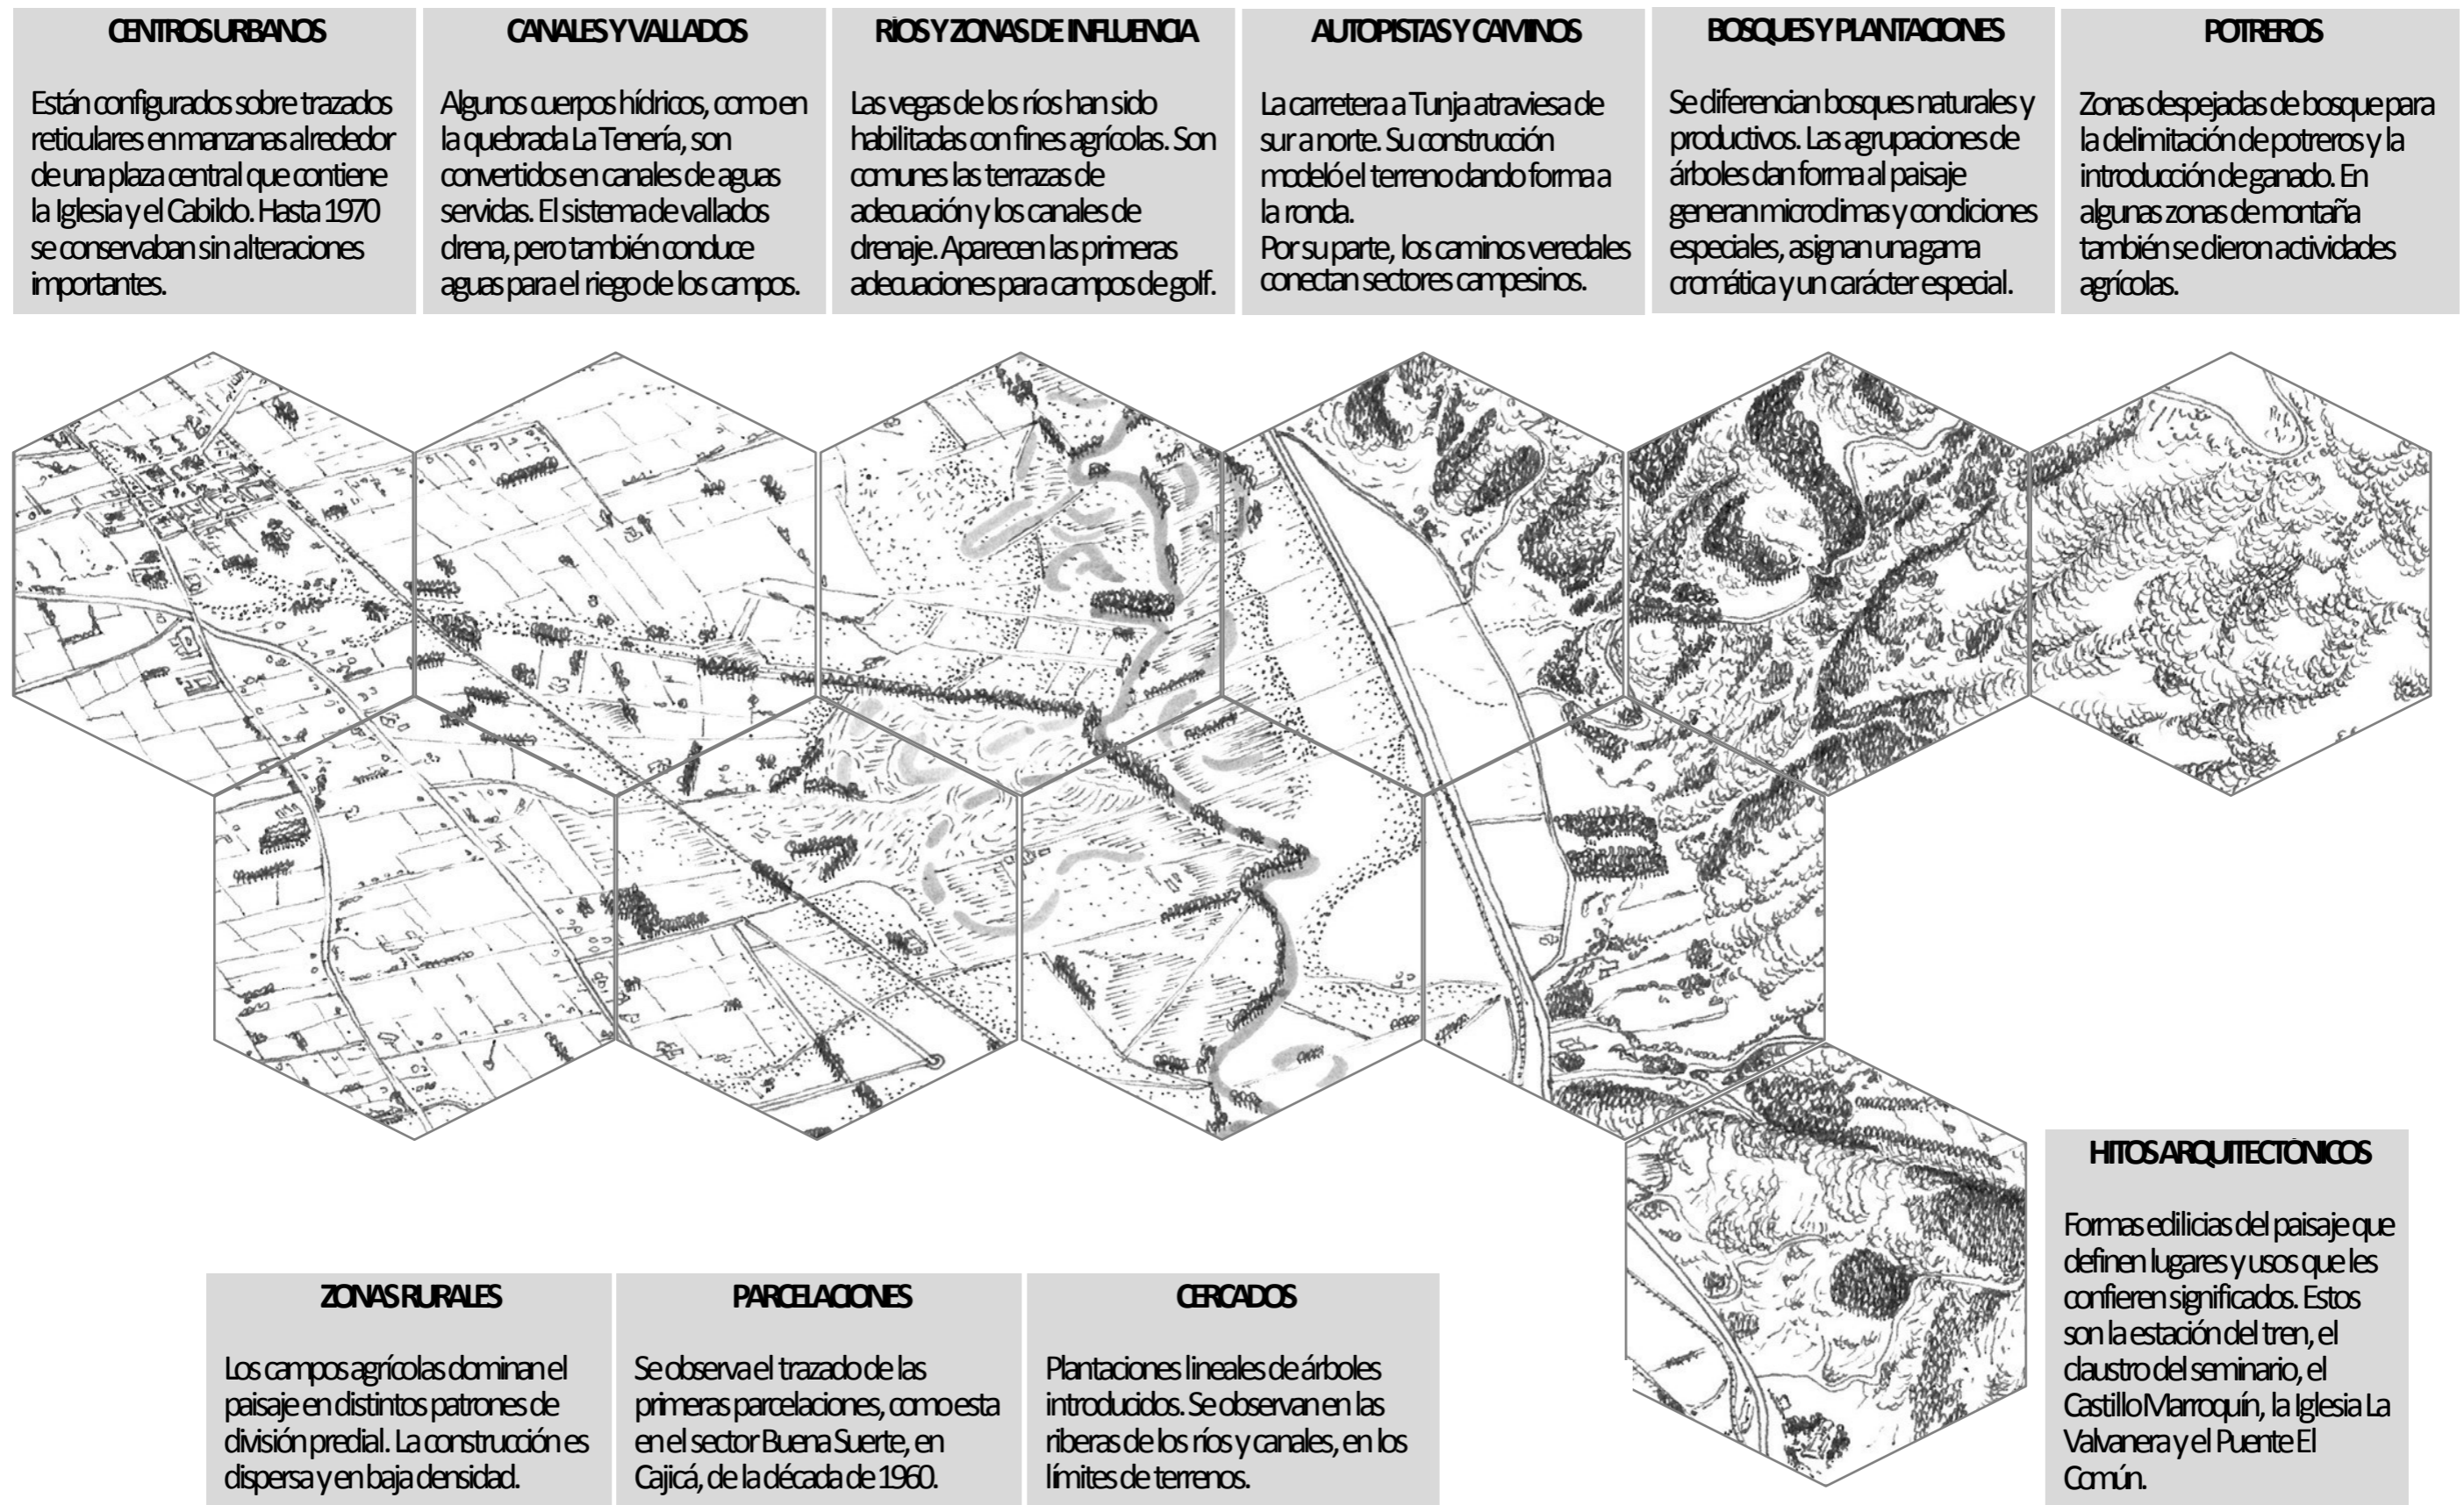 CENTROS URBANOS
Están configurados sobre trazados
reticulares en manzanas alrededor
de una plaza central que contiene
la Iglesia y el Cabildo. Hasta 1970
se conservaban sin alteraciones
importantes.
CANALES Y VALLADOS
Algunos cuerpos hídricos, como en
la quebrada La Tenería, son
convertidos en canales de aguas
servidas. El sistema de vallados
drena, pero también conduce
aguas para el riego de los campos.
RÍOS Y ZONAS DE INFLUENCIA
Las vegas de los ríos han sido
habilitadas con fines agrícolas. Son
comunes las terrazas de
adecuación y los canales de
drenaje. Aparecen las primeras
adecuaciones para campos de golf.
AUTOPISTAS Y CAMINOS
La carretera a Tunja atraviesa de
sur a norte. Su construcción
modeló el terreno dando forma a
la ronda.
Por su parte, los caminos veredales
conectan sectores campesinos.
BOSQUES Y PLANTACIONES
Se diferencian bosques naturales y
productivos. Las agrupaciones de
árboles dan forma al paisaje
generan microclimas y condiciones
especiales, asignan una gama
cromática y un carácter especial.
POTREROS
Zonas despejadas de bosque para
la delimitación de potreros y la
introducción de ganado. En
algunas zonas de montaña
también se dieron actividades
agrícolas.
ZONAS RURALES
Los campos agrícolas dominan el
paisaje en distintos patrones de
división predial. La construcción es
dispersa y en baja densidad.
PARCELACIONES
Se observa el trazado de las
primeras parcelaciones, como esta
en el sector Buena Suerte, en
Cajicá, de la década de 1960.
CERCADOS
Plantaciones lineales de árboles
introducidos. Se observan en las
riberas de los ríos y canales, en los
límites de terrenos.
HITOS ARQUITECTÓNICOS
Formas edilicias del paisaje que
definen lugares y usos que les
confieren significados. Estos
son la estación del tren, el
claustro del seminario, el
Castillo Marroquín, la Iglesia La
Valvanera y el Puente El
Común.